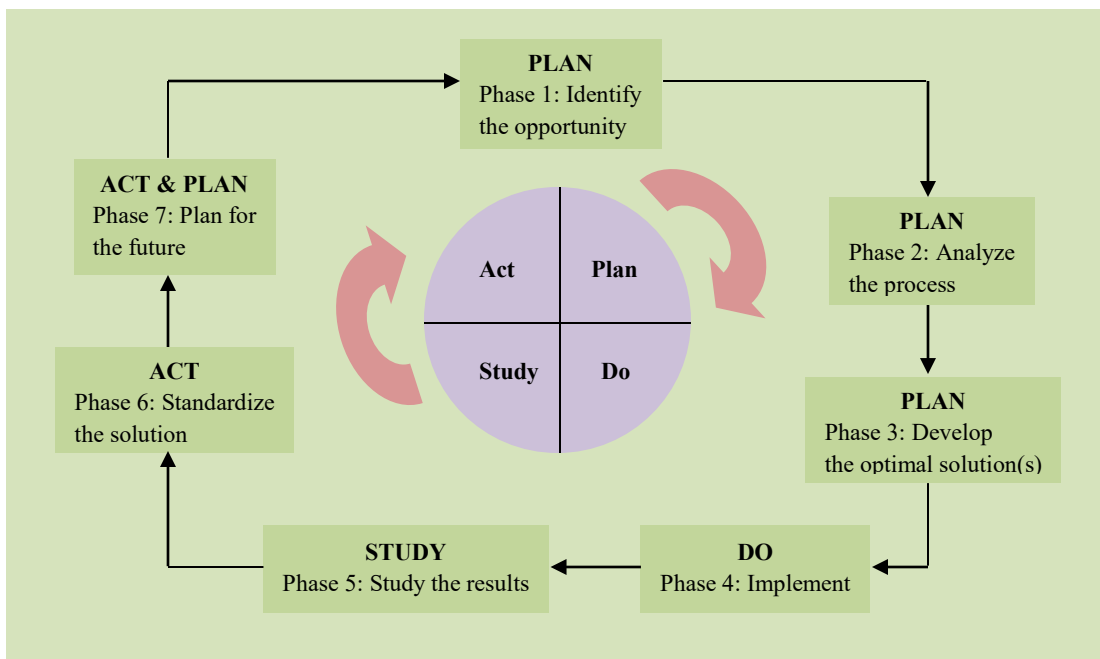 PLAN
Phase 1: Identify
the opportunity
PLAN
Phase 2: Analyze
the process
PLAN
Phase 3: Develop
the optimal solution(s)
DO
Phase 4: Implement
STUDY
Phase 5: Study the results
ACT
Phase 6: Standardize
the solution
ACT & PLAN
Phase 7: Plan for
the future
Act
Plan
Study
Do